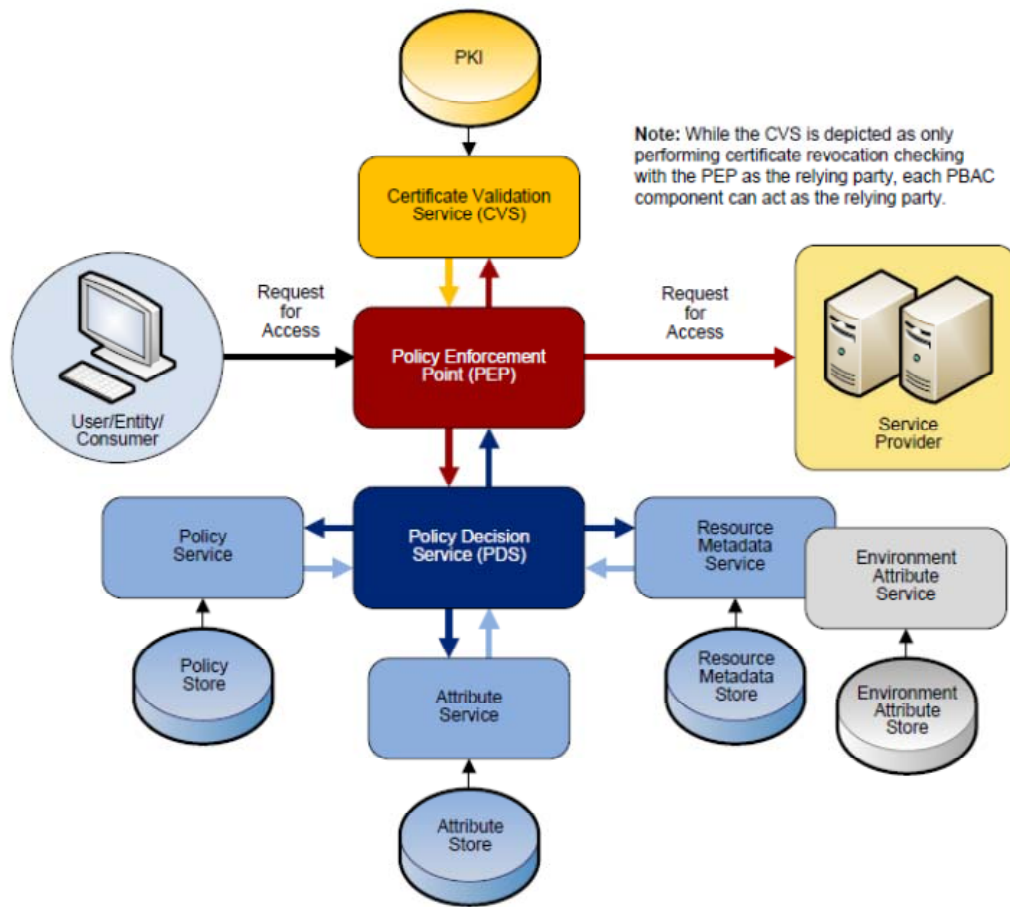 PKI
Note: While the CVS is depicted as only
performing certificate revocation checking
with the PEP as the relying party, each PBAC
component can act as the relying party.
Certificate Validation
Service (CVS)
Request
for
Access
Request
for
Access
Policy Enforcement
Point (PEP)
User/Entity/
Consumer
Service
Provider
Policy
Service
Policy Decision
Service (PDS)
Resource
Metadata
Service
Environment
Attribute
Service
Policy
Store
Attribute
Service
Resource
Metadata
Store
Environment
Attribute
Store
Attribute
Store